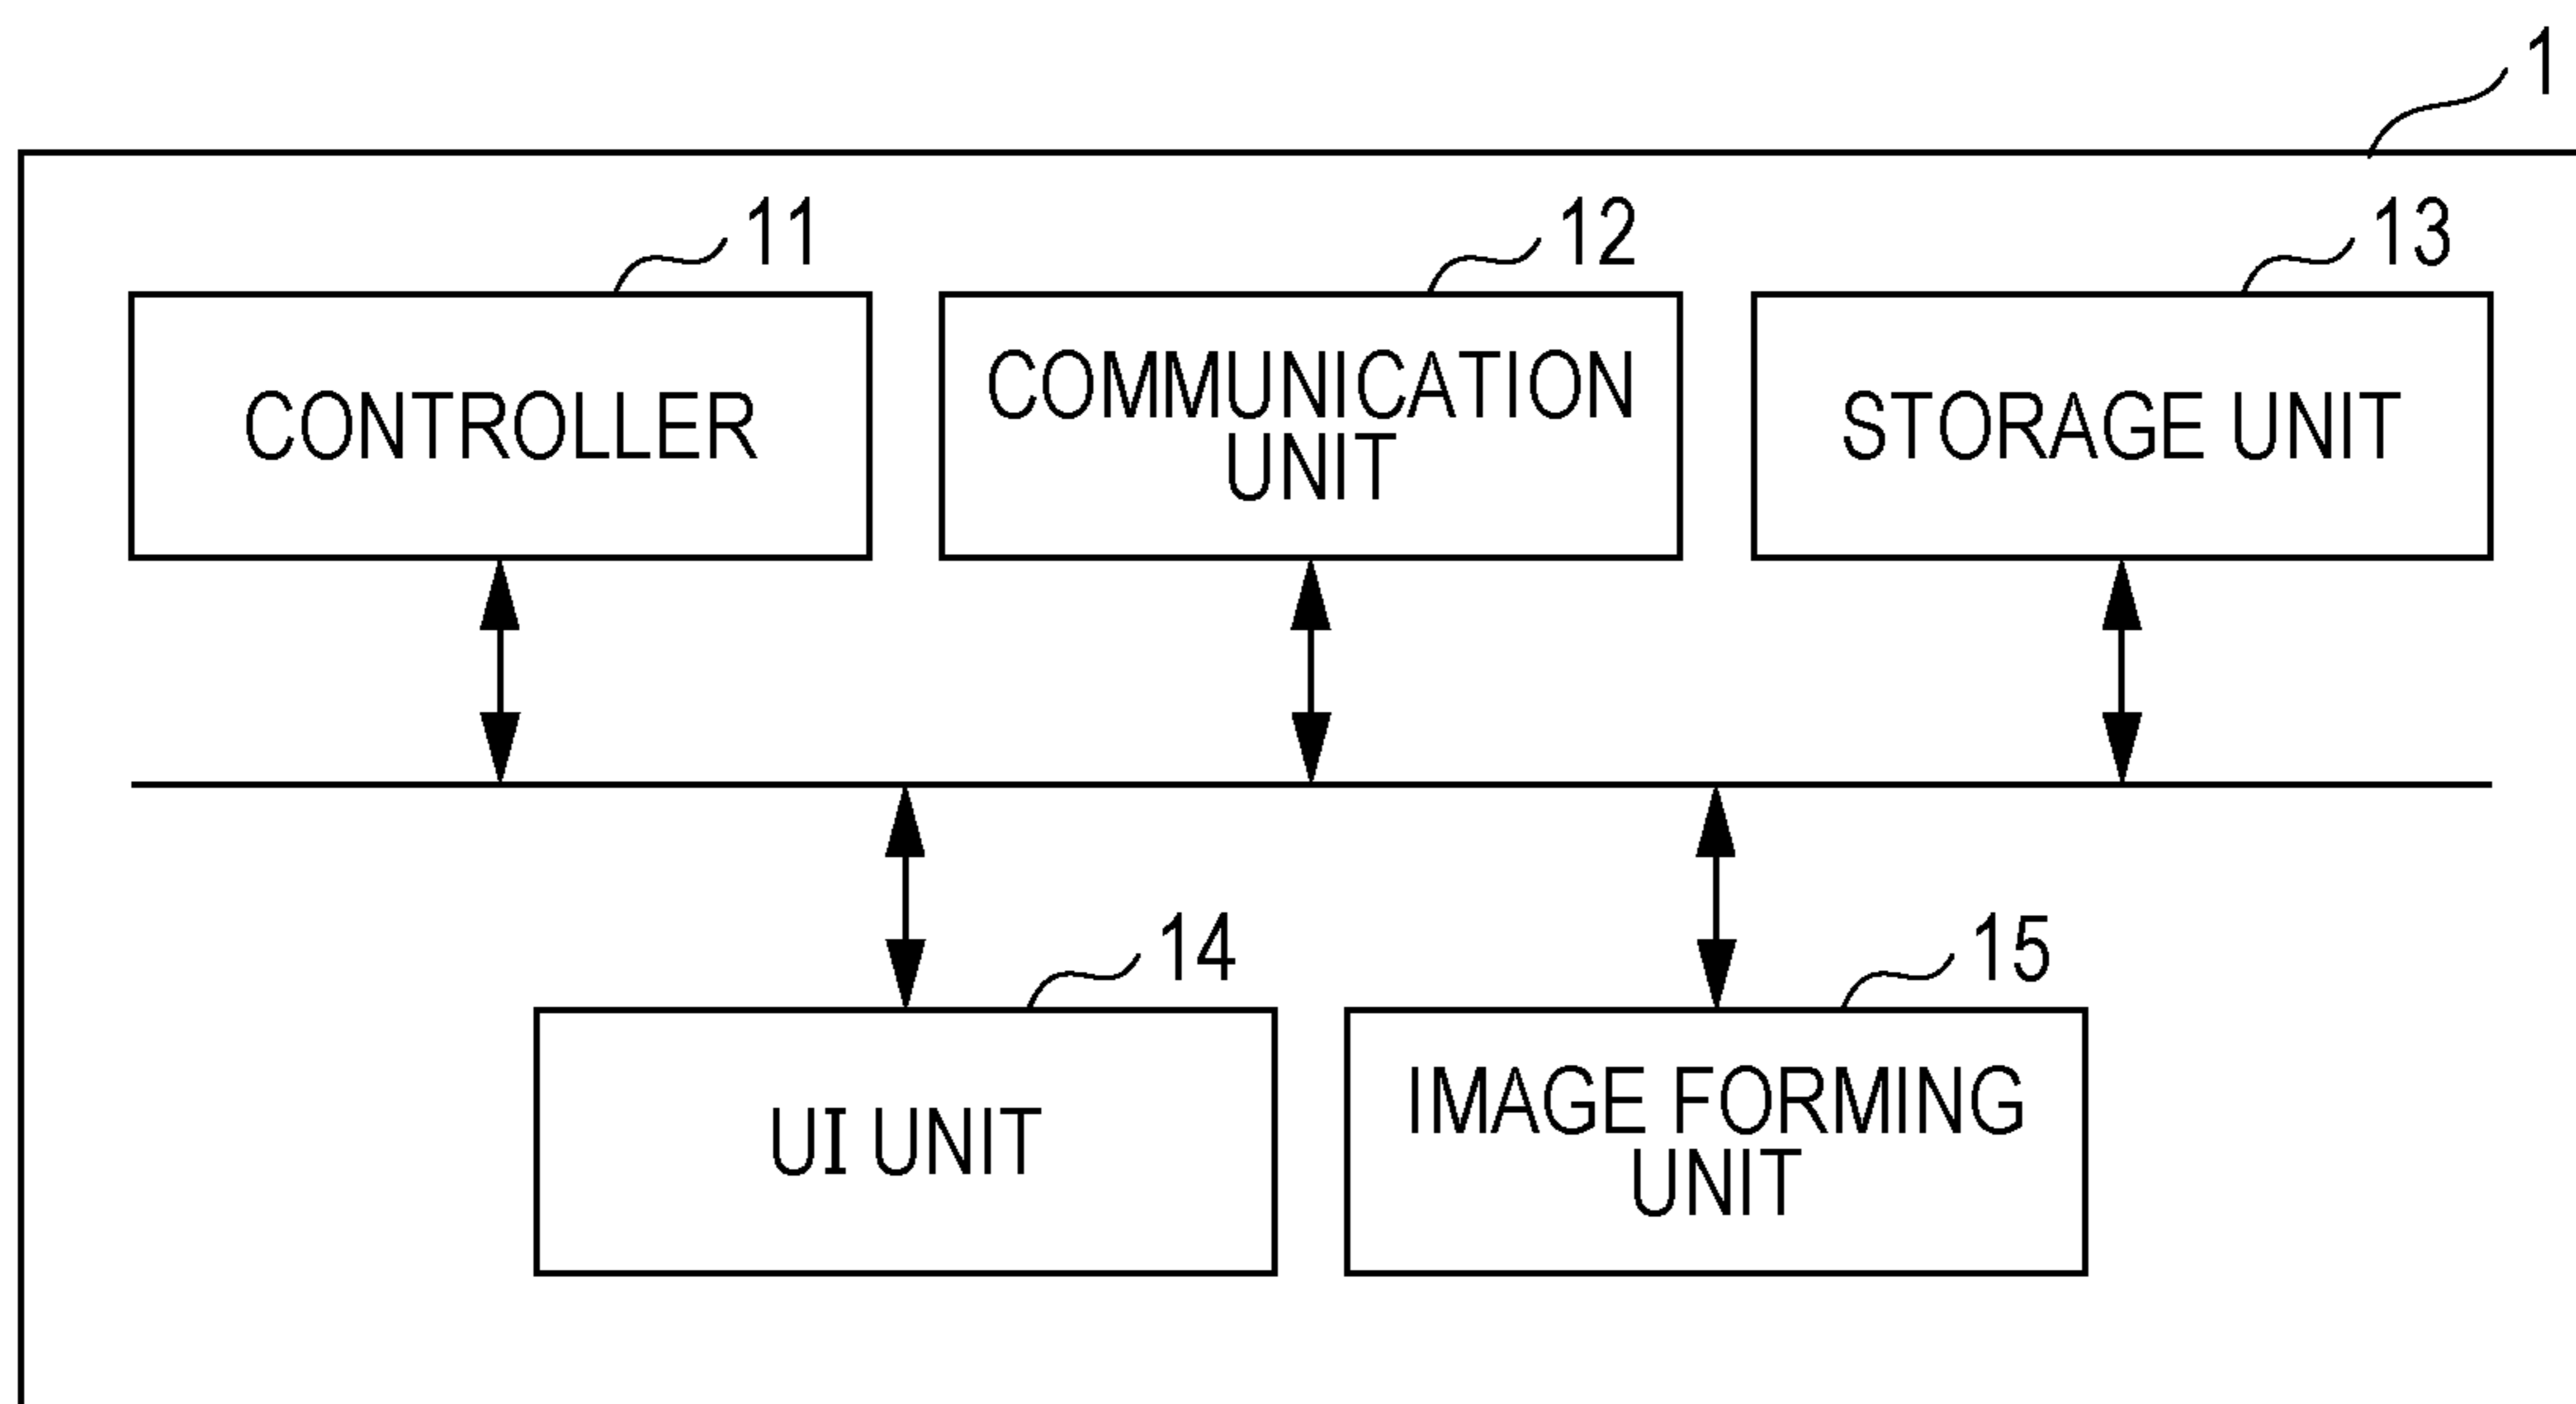 1
11
12
13
CONTROLLER
COMMUNICATION
UNIT
STORAGE UNIT
14
15
UI UNIT
IMAGE FORMING
UNIT